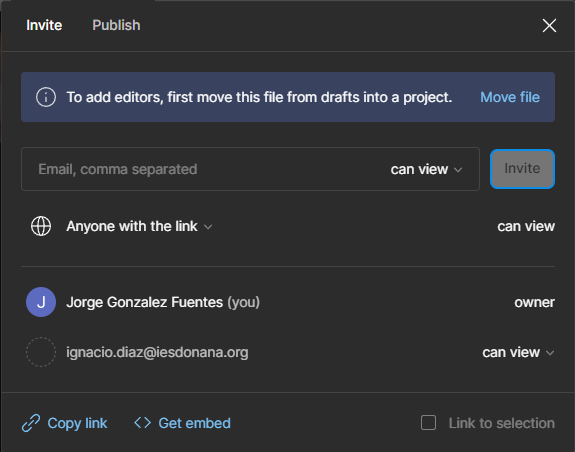 Invite Publish
To add editors, first move this file from drafts into a project. Move file
Email, comma separated can view Invite
Anyone with the link can view
J Jorge Gonzalez Fuentes (you) owner
ignacio.diaz@iesdonana.org can view
Copy link Get embed Link to selection